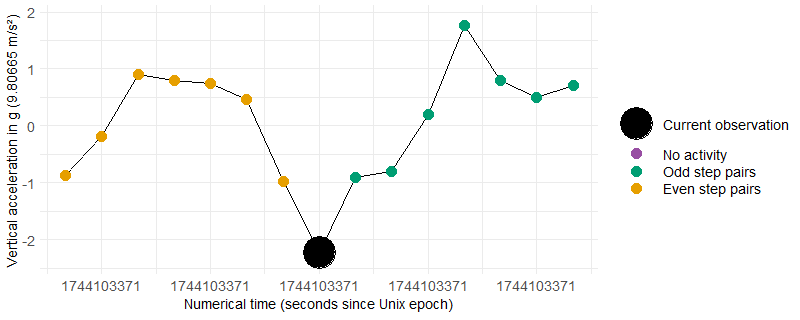 Vertical acceleration in g (9.80665 m/s²)
2
1
0
-1
-2
1744103371 1744103371 1744103371 1744103371 1744103371
Numerical time (seconds since Unix epoch)
Current observation
No activity
Odd step pairs
Even step pairs